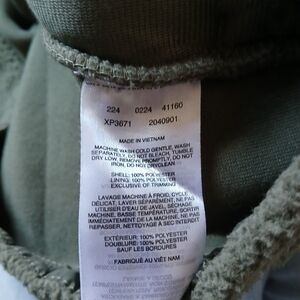 224 0224 41160
XP3671 2040901
MADE IN VIETNAM
MACHINE WASH COLD GENTLE, WASH
SEPARATELY, DO NOT BLEACH, TUMBLE
DRY LOW, REMOVE PROMPTLY, DO NOT
IRON, DO NOT DRYCLEAN
SHELL: 100% POLYESTER
LINING: 100% POLYESTER
EXCLUSIVE OF TRIMMING
LAVAGE MACHINE À FROID, CYCLE
DÉLICAT, LAVER SÉPARÉMENT, NE PAS
UTILISER D'EAU DE JAVEL, SÉCHAGE
MACHINE, BASSE TEMPÉRATURE, SORTIR
IMMÉDIATEMENT DE LA MACHINE, NE PAS
REPASSER, NETTOYAGE À SEC INTERDIT
EXTÉRIEUR: 100% POLYESTER
DOUBLURE: 100% POLYESTER
SAUF LES BORDURES
FABRIQUÉ AU VIÊT NAM